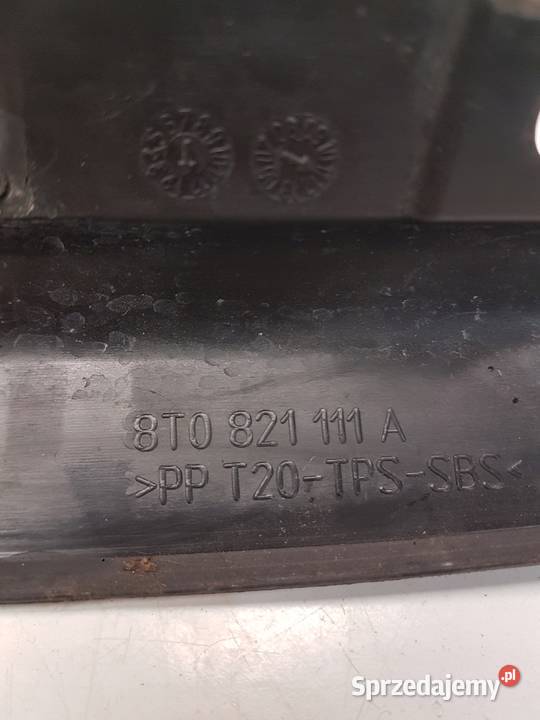 8T0 821 111 A
>PP T20-TPS-SBS<
Sprzedajemy.pl